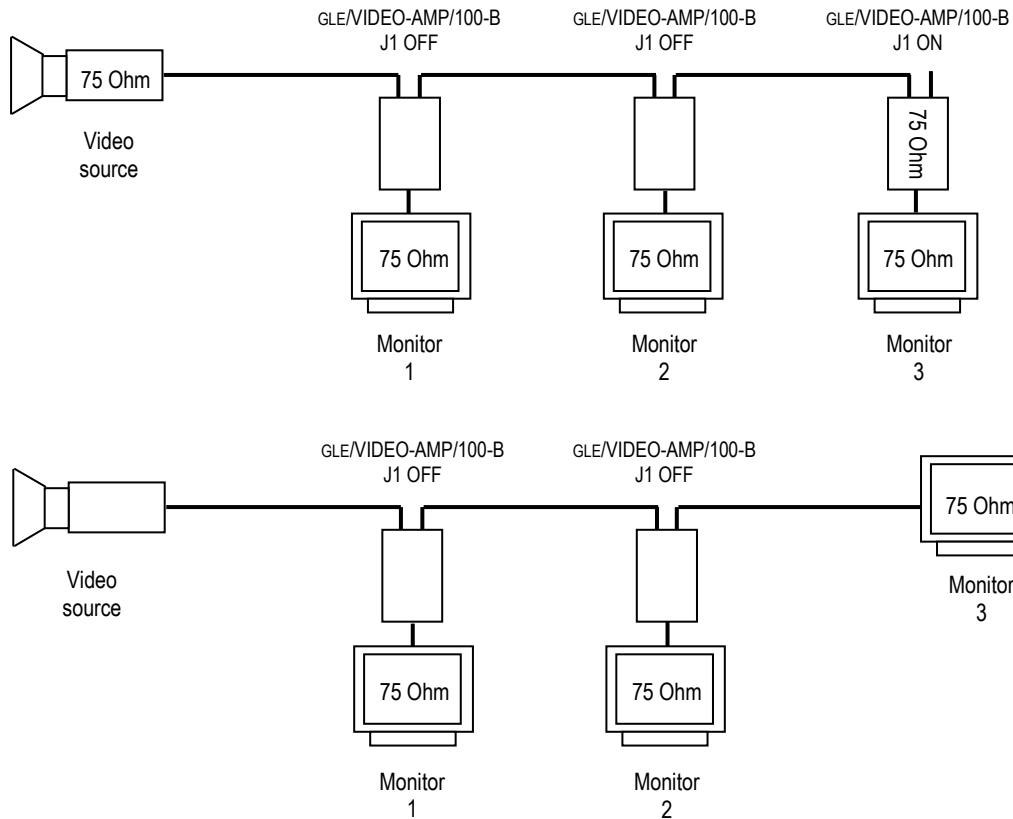 GLE/VIDEO-AMP/100-B
J1 OFF
GLE/VIDEO-AMP/100-B
J1 OFF
GLE/VIDEO-AMP/100-B
J1 ON
75 Ohm
Video
source
75 Ohm
75 Ohm
75 Ohm
75 Ohm
Monitor
1
Monitor
2
Monitor
3
GLE/VIDEO-AMP/100-B
J1 OFF
GLE/VIDEO-AMP/100-B
J1 OFF
75 Ohm
Video
source
Monitor
3
75 Ohm
75 Ohm
Monitor
1
Monitor
2